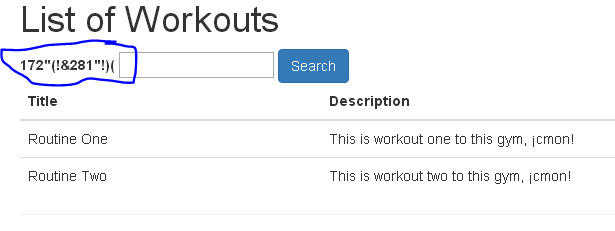 List of Workouts
172"(!&281"!)( Search
Title Description
Routine One This is workout one to this gym, ¡cmon!
Routine Two This is workout two to this gym, ¡cmon!